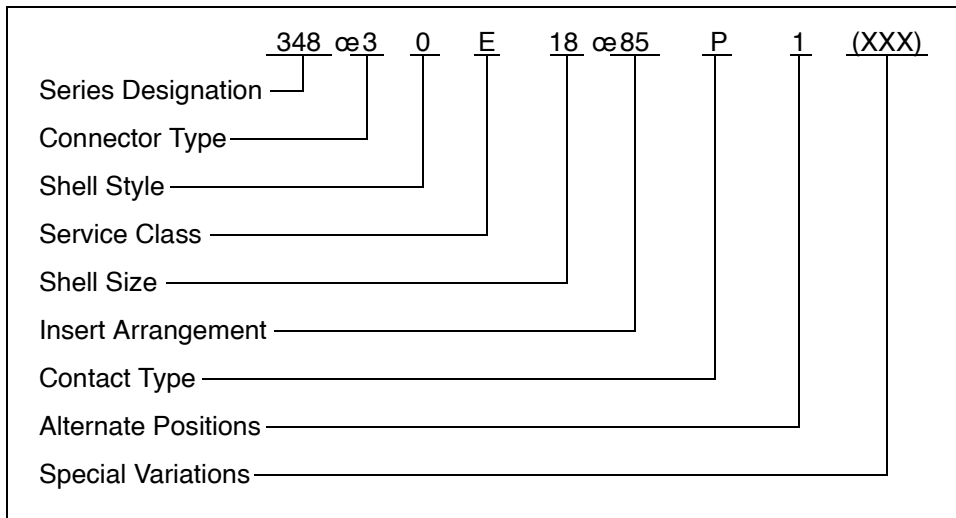 348 œ3 0 E 18 œ85 P 1 (XXX)
Series Designation
Connector Type
Shell Style
Service Class
Shell Size
Insert Arrangement
Contact Type
Alternate Positions
Special Variations